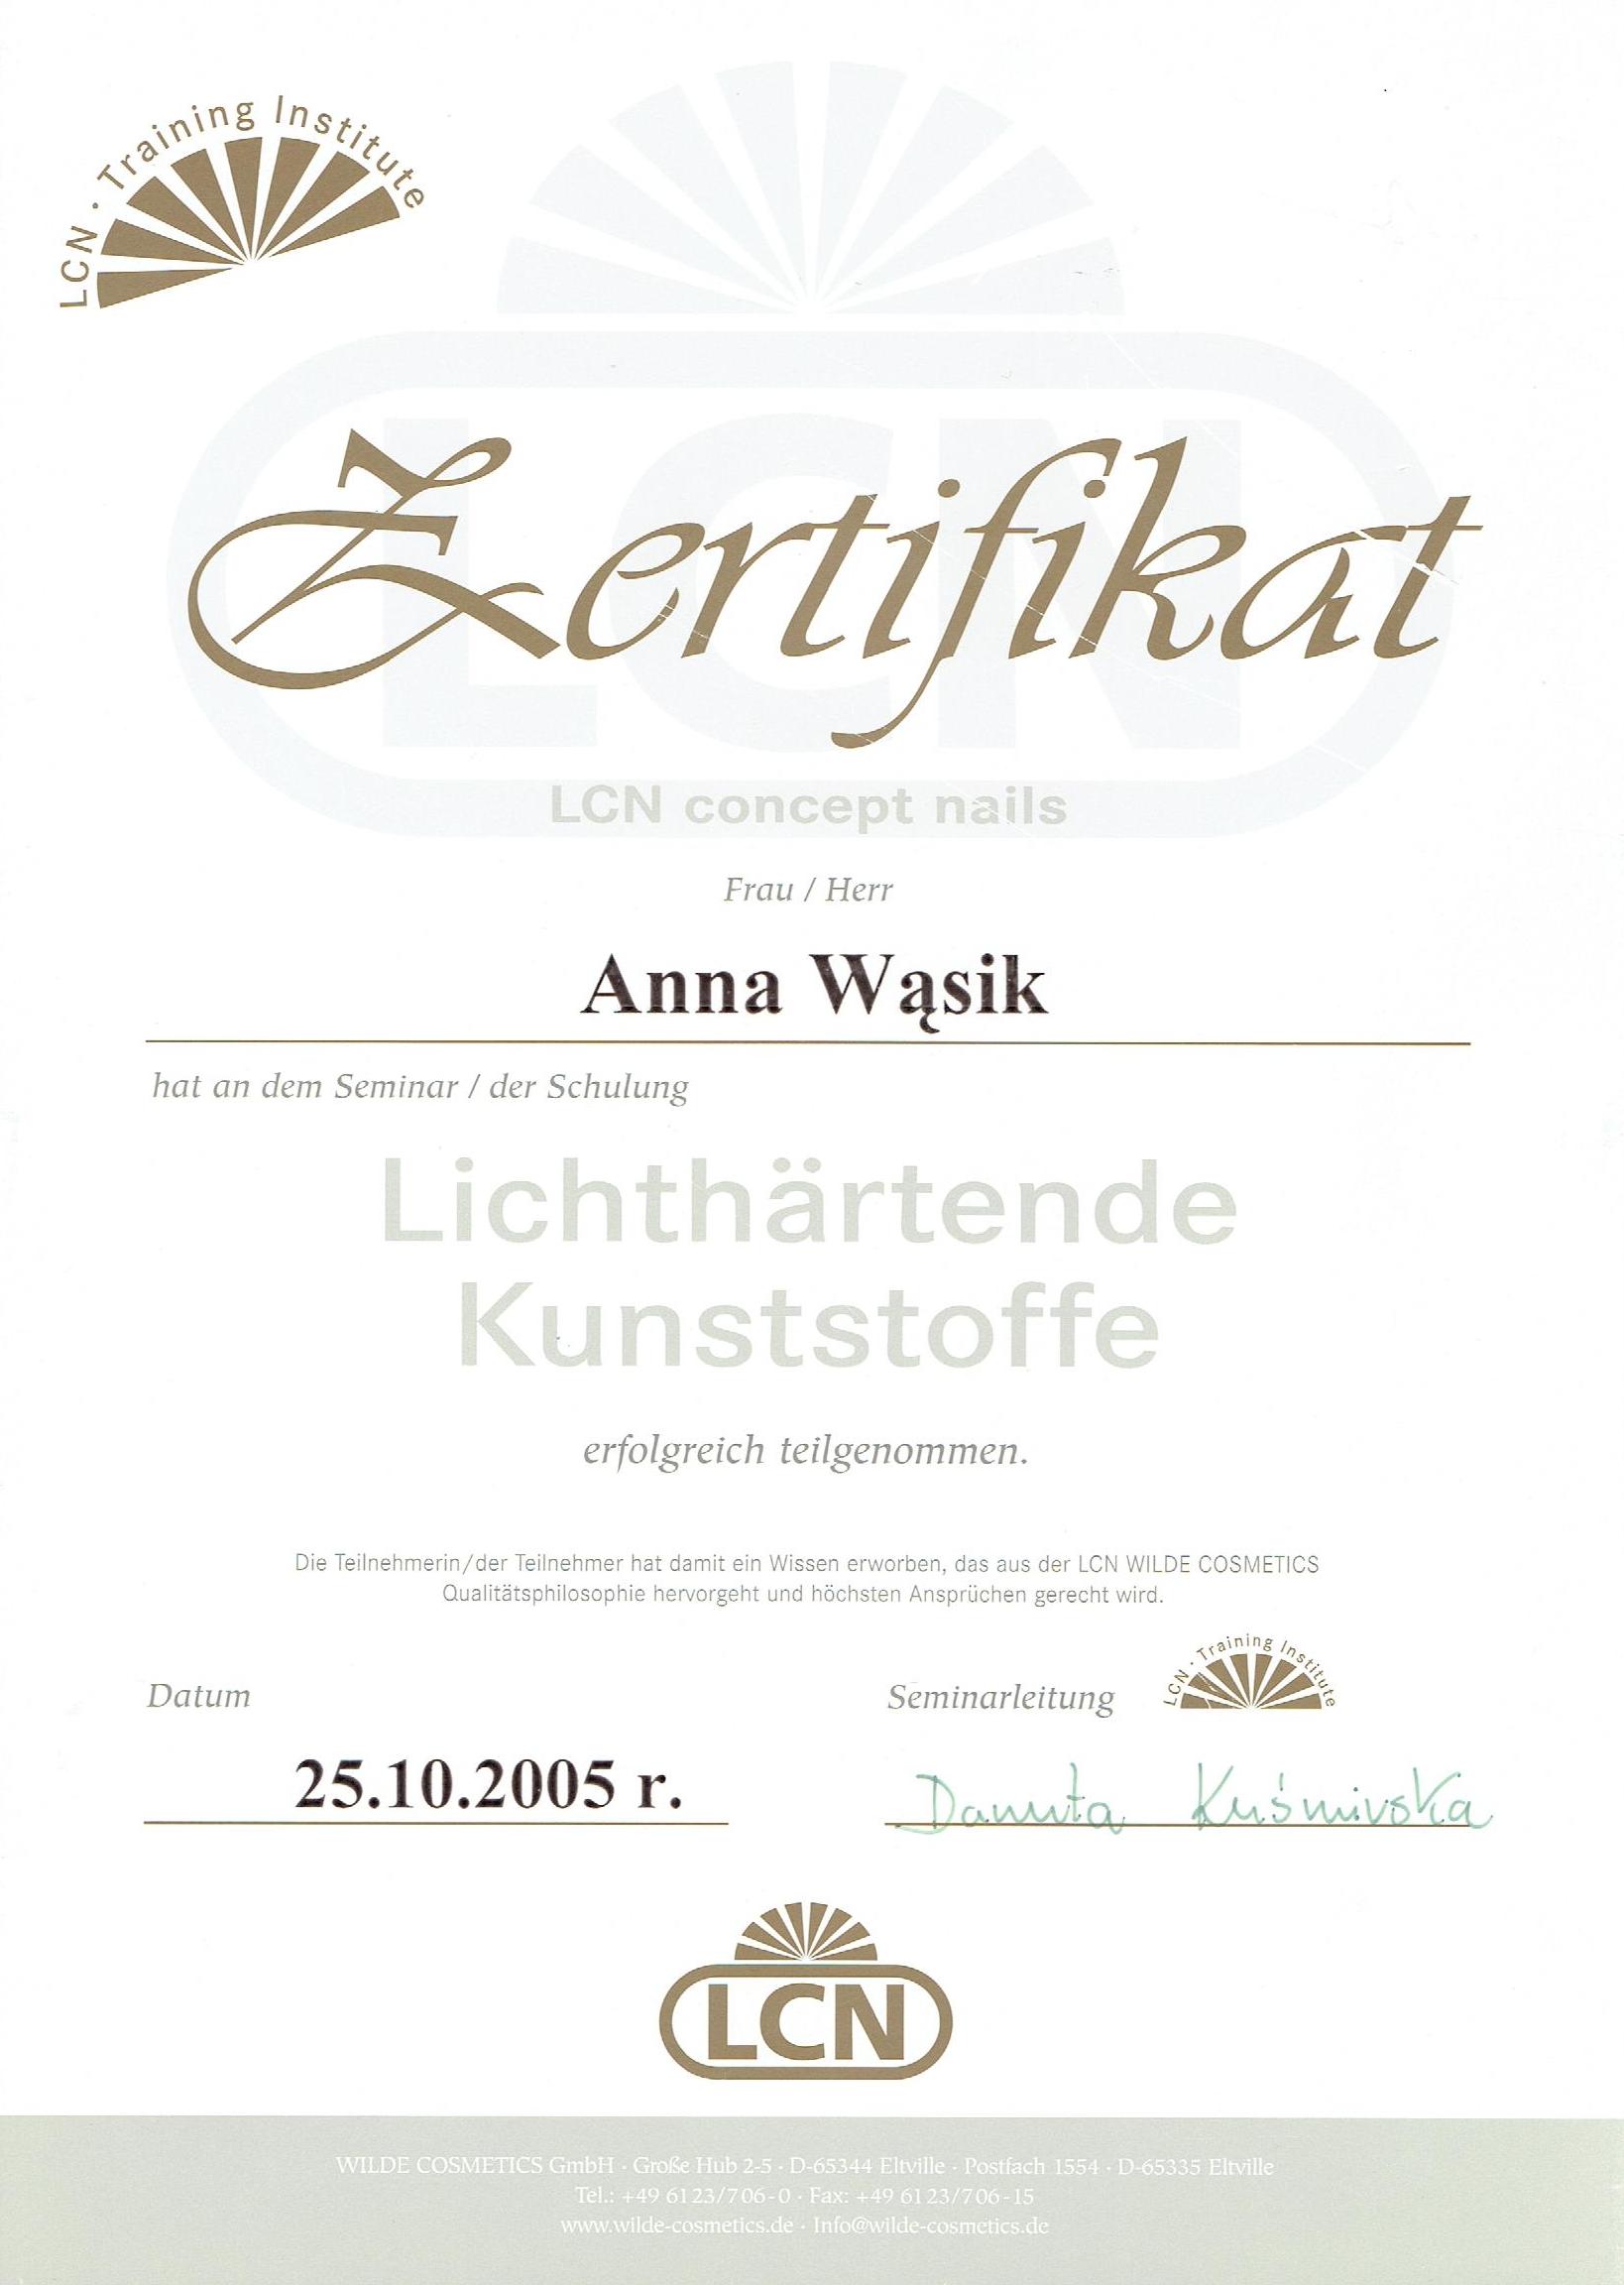 LCN · Training Institute
Zertifikat
LCN
LCN concept nails
Frau / Herr
Anna Wąsik
hat an dem Seminar / der Schulung
Lichthärtende
Kunststoffe
erfolgreich teilgenommen.
Die Teilnehmerin/der Teilnehmer hat damit ein Wissen erworben, das aus der LCN WILDE COSMETICS
Qualitätsphilosophie hervorgeht und höchsten Ansprüchen gerecht wird.
Datum
Seminarleitung
LCN · Training Institute
25.10.2005 r.
Danuta
LCN
WILDE COSMETICS GmbH · Große Hub 2-5 · D-65344 Eltville · Postfach 1554 · D-65335 Eltville
Tel.: +49 6123/706-0 · Fax: +49 6123/706-15
www.wilde-cosmetics.de · Info@wilde-cosmetics.de